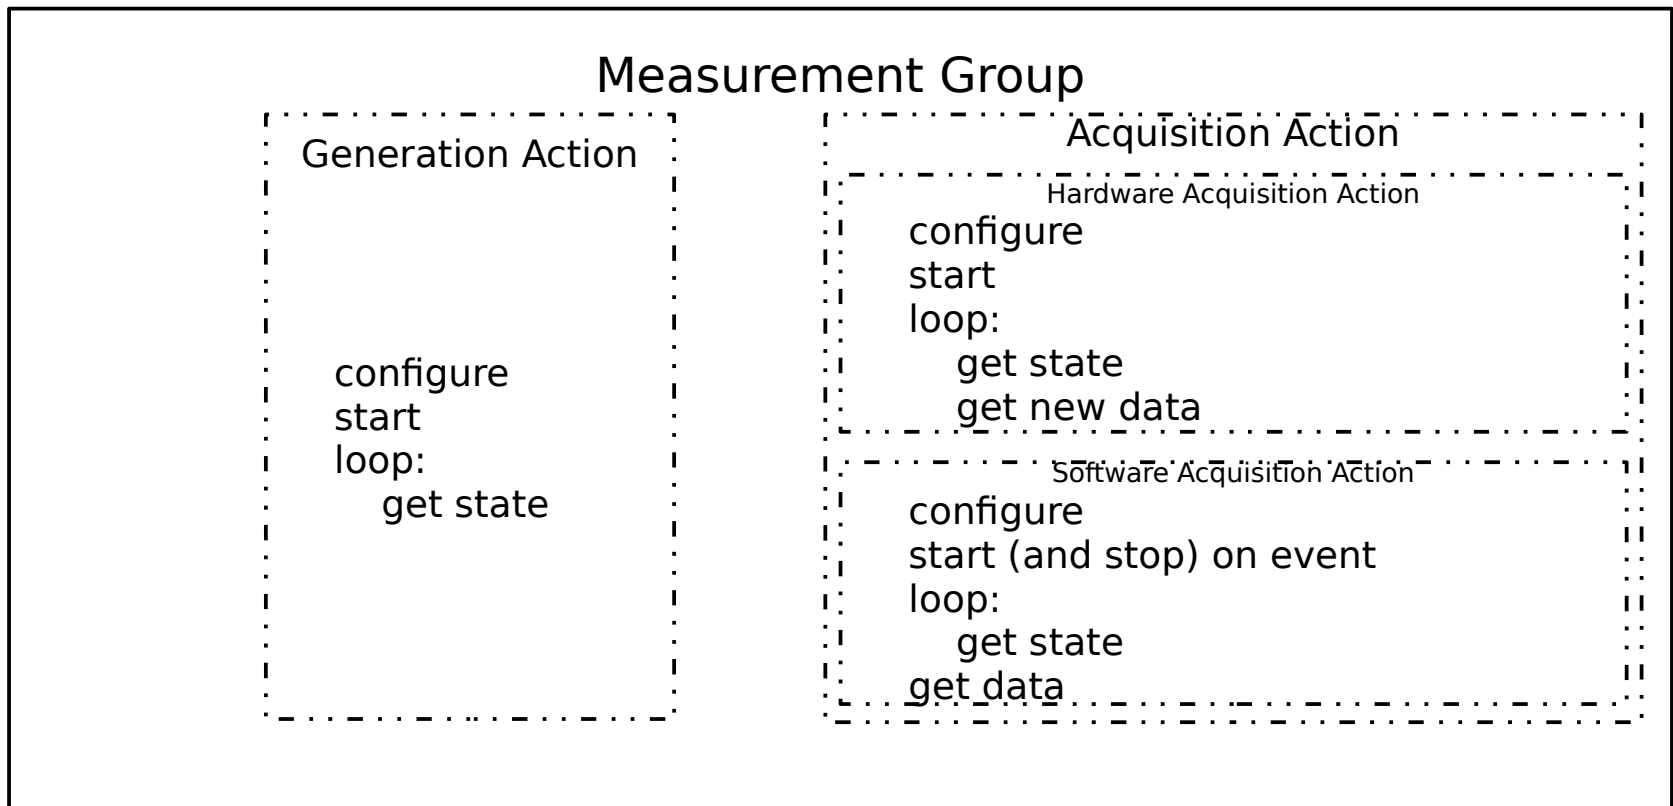 Measurement Group
Generation Action
configure
start
loop:
get state
Acquisition Action
Hardware Acquisition Action
configure
start
loop:
get state
get new data
Software Acquisition Action
configure
start (and stop) on event
loop:
get state
get data